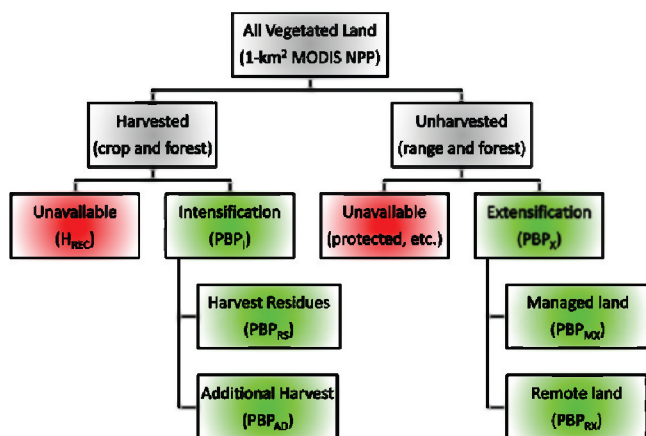 All Vegetated Land
(1-km² MODIS NPP)
Harvested
(crop and forest)
Unharvested
(range and forest)
Unavailable
(H_REC)
Intensification
(PBP_I)
Unavailable
(protected, etc.)
Extensification
(PBP_X)
Harvest Residues
(PBP_RS)
Managed land
(PBP_MX)
Additional Harvest
(PBP_AD)
Remote land
(PBP_RX)